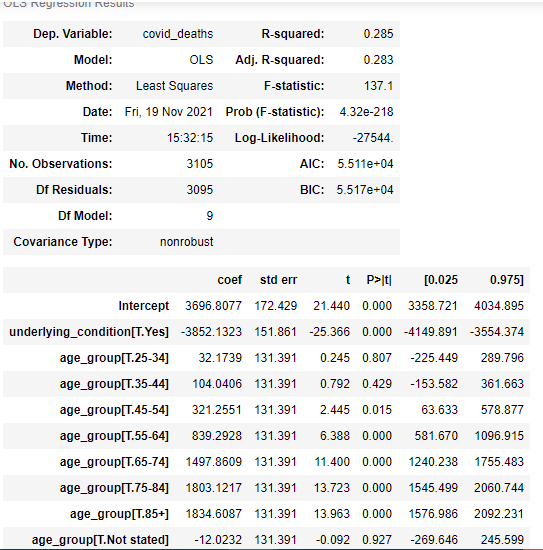 OLS Regression Results
Dep. Variable: covid_deaths R-squared: 0.285
Model: OLS Adj. R-squared: 0.283
Method: Least Squares F-statistic: 137.1
Date: Fri, 19 Nov 2021 Prob (F-statistic): 4.32e-218
Time: 15:32:15 Log-Likelihood: -27544.
No. Observations: 3105 AIC: 5.511e+04
Df Residuals: 3095 BIC: 5.517e+04
Df Model: 9
Covariance Type: nonrobust
coef std err t P>|t| [0.025 0.975]
Intercept 3696.8077 172.429 21.440 0.000 3358.721 4034.895
underlying_condition[T.Yes] -3852.1323 151.861 -25.366 0.000 -4149.891 -3554.374
age_group[T.25-34] 32.1739 131.391 0.245 0.807 -225.449 289.796
age_group[T.35-44] 104.0406 131.391 0.792 0.429 -153.582 361.663
age_group[T.45-54] 321.2551 131.391 2.445 0.015 63.633 578.877
age_group[T.55-64] 839.2928 131.391 6.388 0.000 581.670 1096.915
age_group[T.65-74] 1497.8609 131.391 11.400 0.000 1240.238 1755.483
age_group[T.75-84] 1803.1217 131.391 13.723 0.000 1545.499 2060.744
age_group[T.85+] 1834.6087 131.391 13.963 0.000 1576.986 2092.231
age_group[T.Not stated] -12.0232 131.391 -0.092 0.927 -269.646 245.599